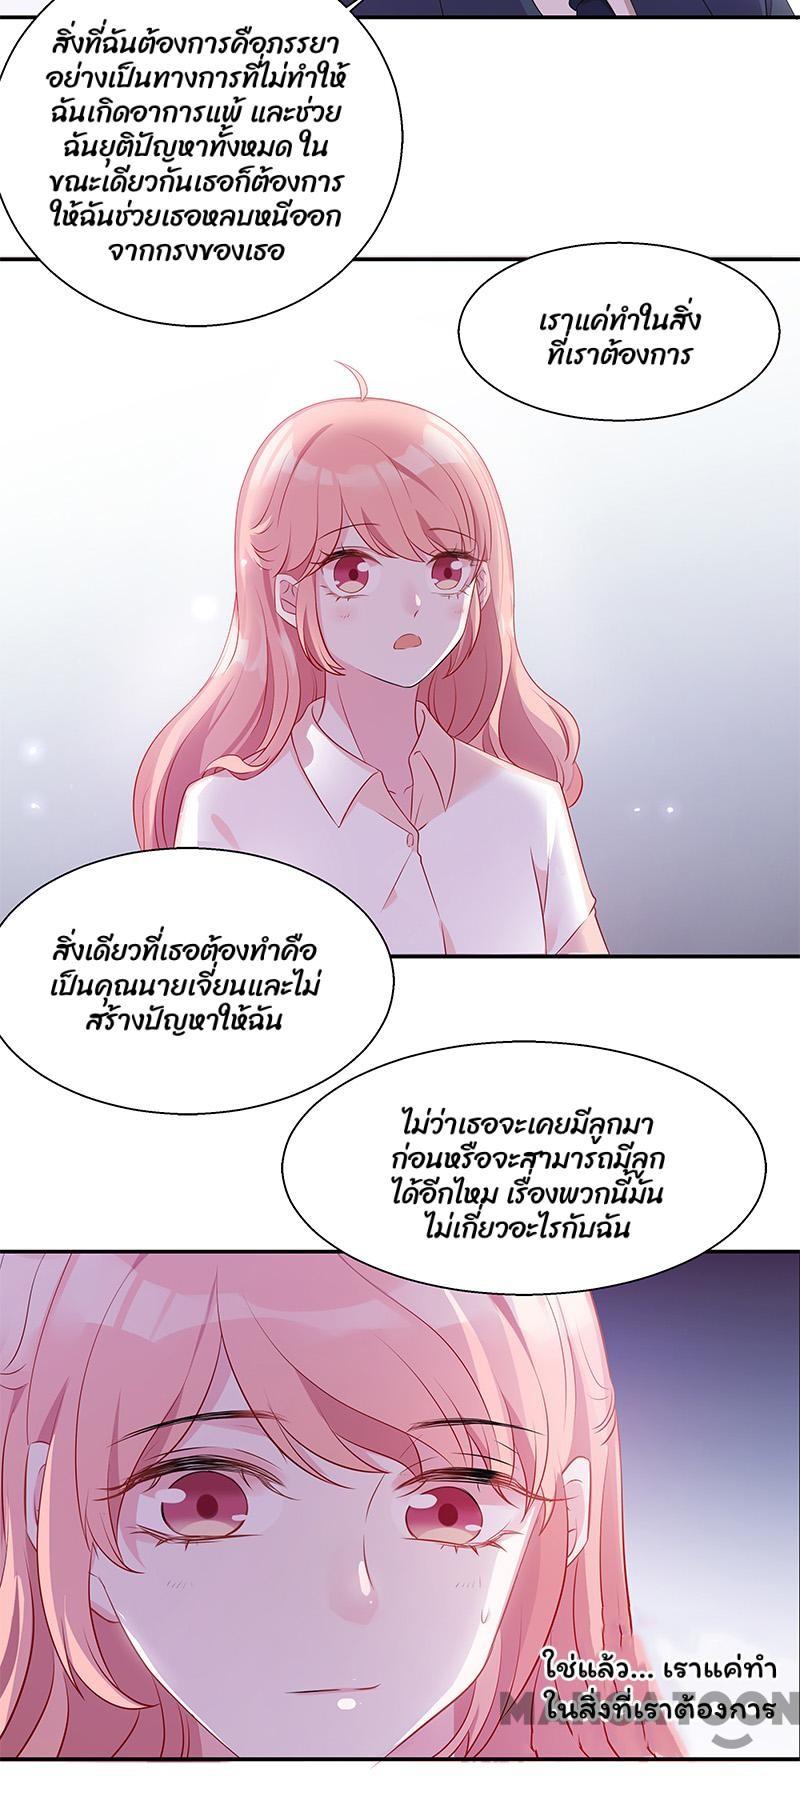 สิ่งที่ฉันต้องการคือภรรยา
อย่างเป็นทางการที่ไม่ทำให้
ฉันเกิดอาการแพ้ และช่วย
ฉันยุติปัญหาทั้งหมด ใน
ขณะเดียวกันเธอก็ต้องการ
ให้ฉันช่วยเธอหลบหนีออก
จากกรงของเธอ
เราแค่ทำในสิ่ง
ที่เราต้องการ
สิ่งเดียวที่เธอต้องทำคือ
เป็นคุณนายเจี่ยนและไม่
สร้างปัญหาให้ฉัน
ไม่ว่าเธอจะเคยมีลูกมา
ก่อนหรือจะสามารถมีลูก
ได้อีกไหม เรื่องพวกนี้มัน
ไม่เกี่ยวอะไรกับฉัน
ใช่แล้ว... เราแค่ทำ
ในสิ่งที่เราต้องการ
MANGATOON